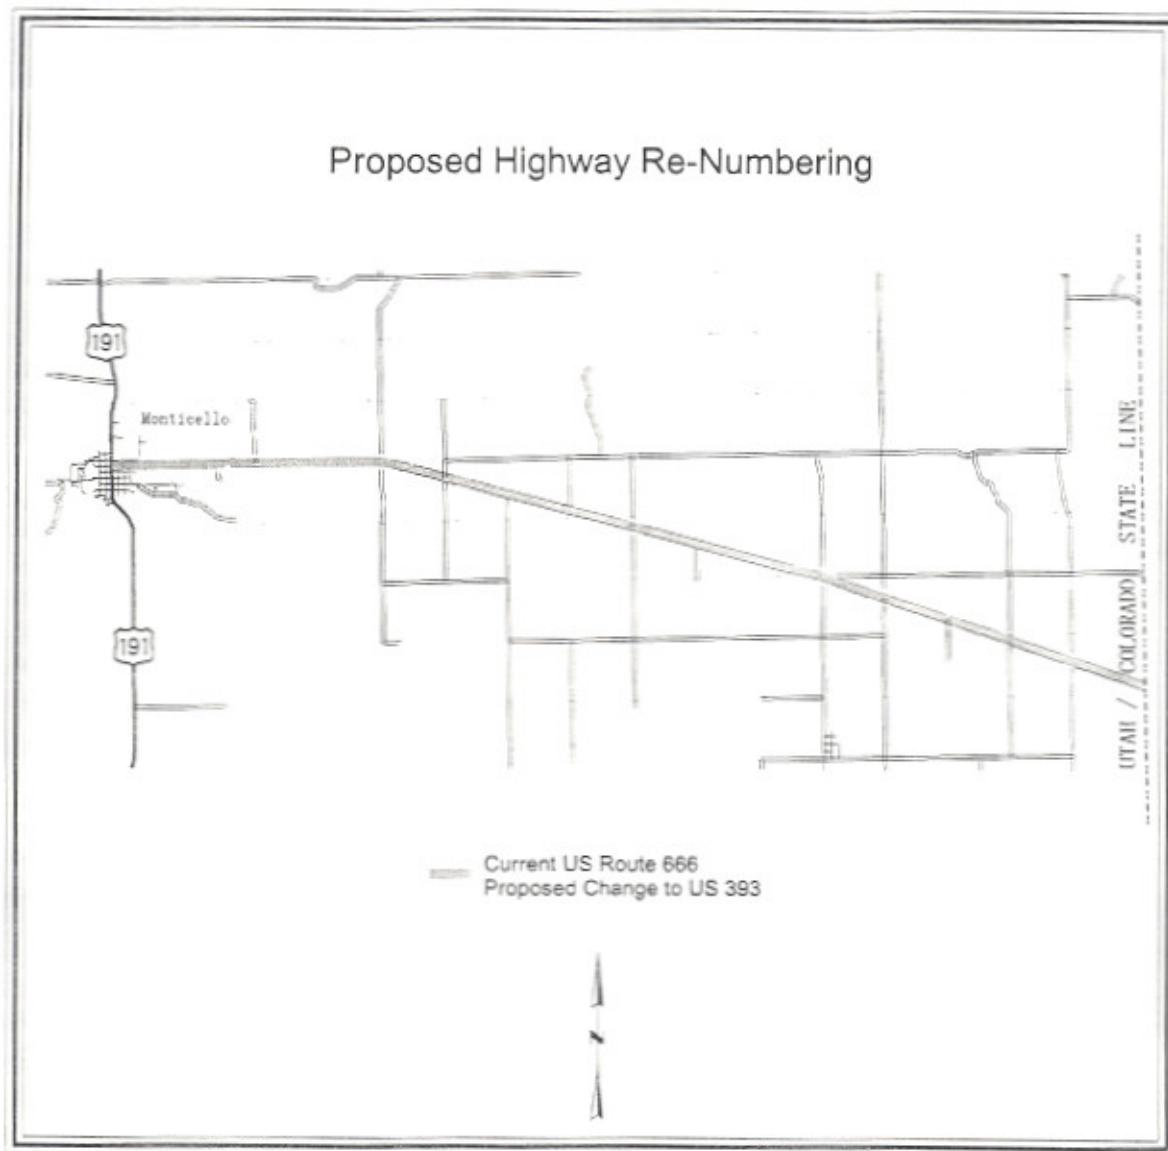 Proposed Highway Re-Numbering
191
Monticello
191
UTAH / COLORADO STATE LINE
Current US Route 666
Proposed Change to US 393
N